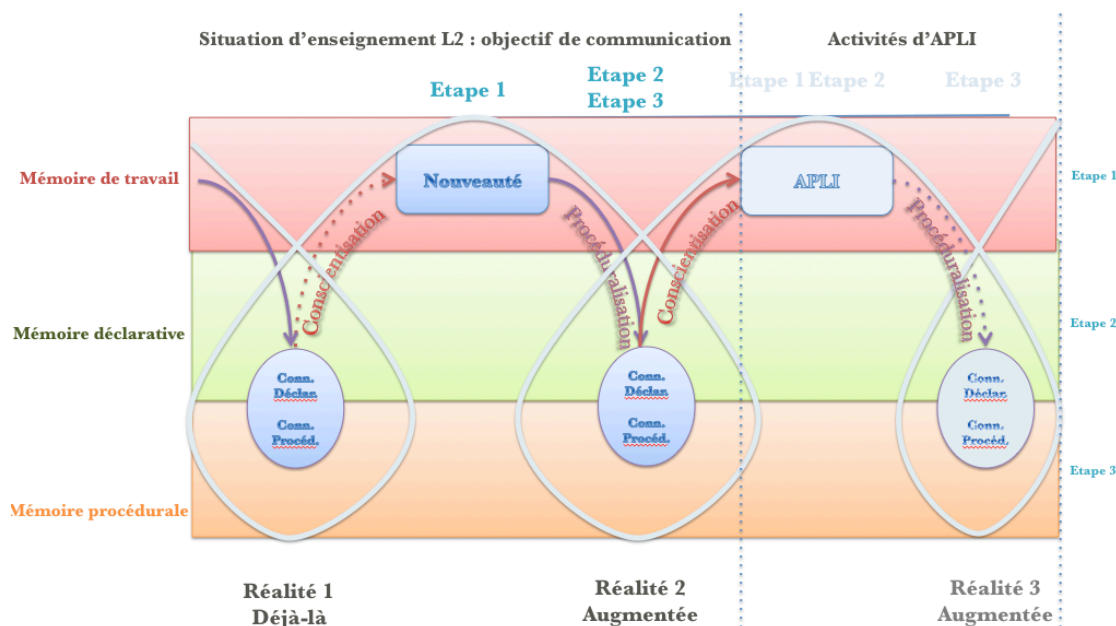 Situation d'enseignement L2 : objectif de communication
Activités d'APLI
Etape 1
Etape 2
Etape 3
Etape 1 Etape 2
Etape 3
Mémoire de travail
Nouveauté
APLI
Etape 1
Conscientisation
Procéduralisation
Conscientisation
Procéduralisation
Mémoire déclarative
Etape 2
Conn.
Déclar.
Conn.
Procéd.
Conn.
Déclar.
Conn.
Procéd.
Conn.
Déclar.
Conn.
Procéd.
Etape 3
Mémoire procédurale
Réalité 1
Déjà-là
Réalité 2
Augmentée
Réalité 3
Augmentée